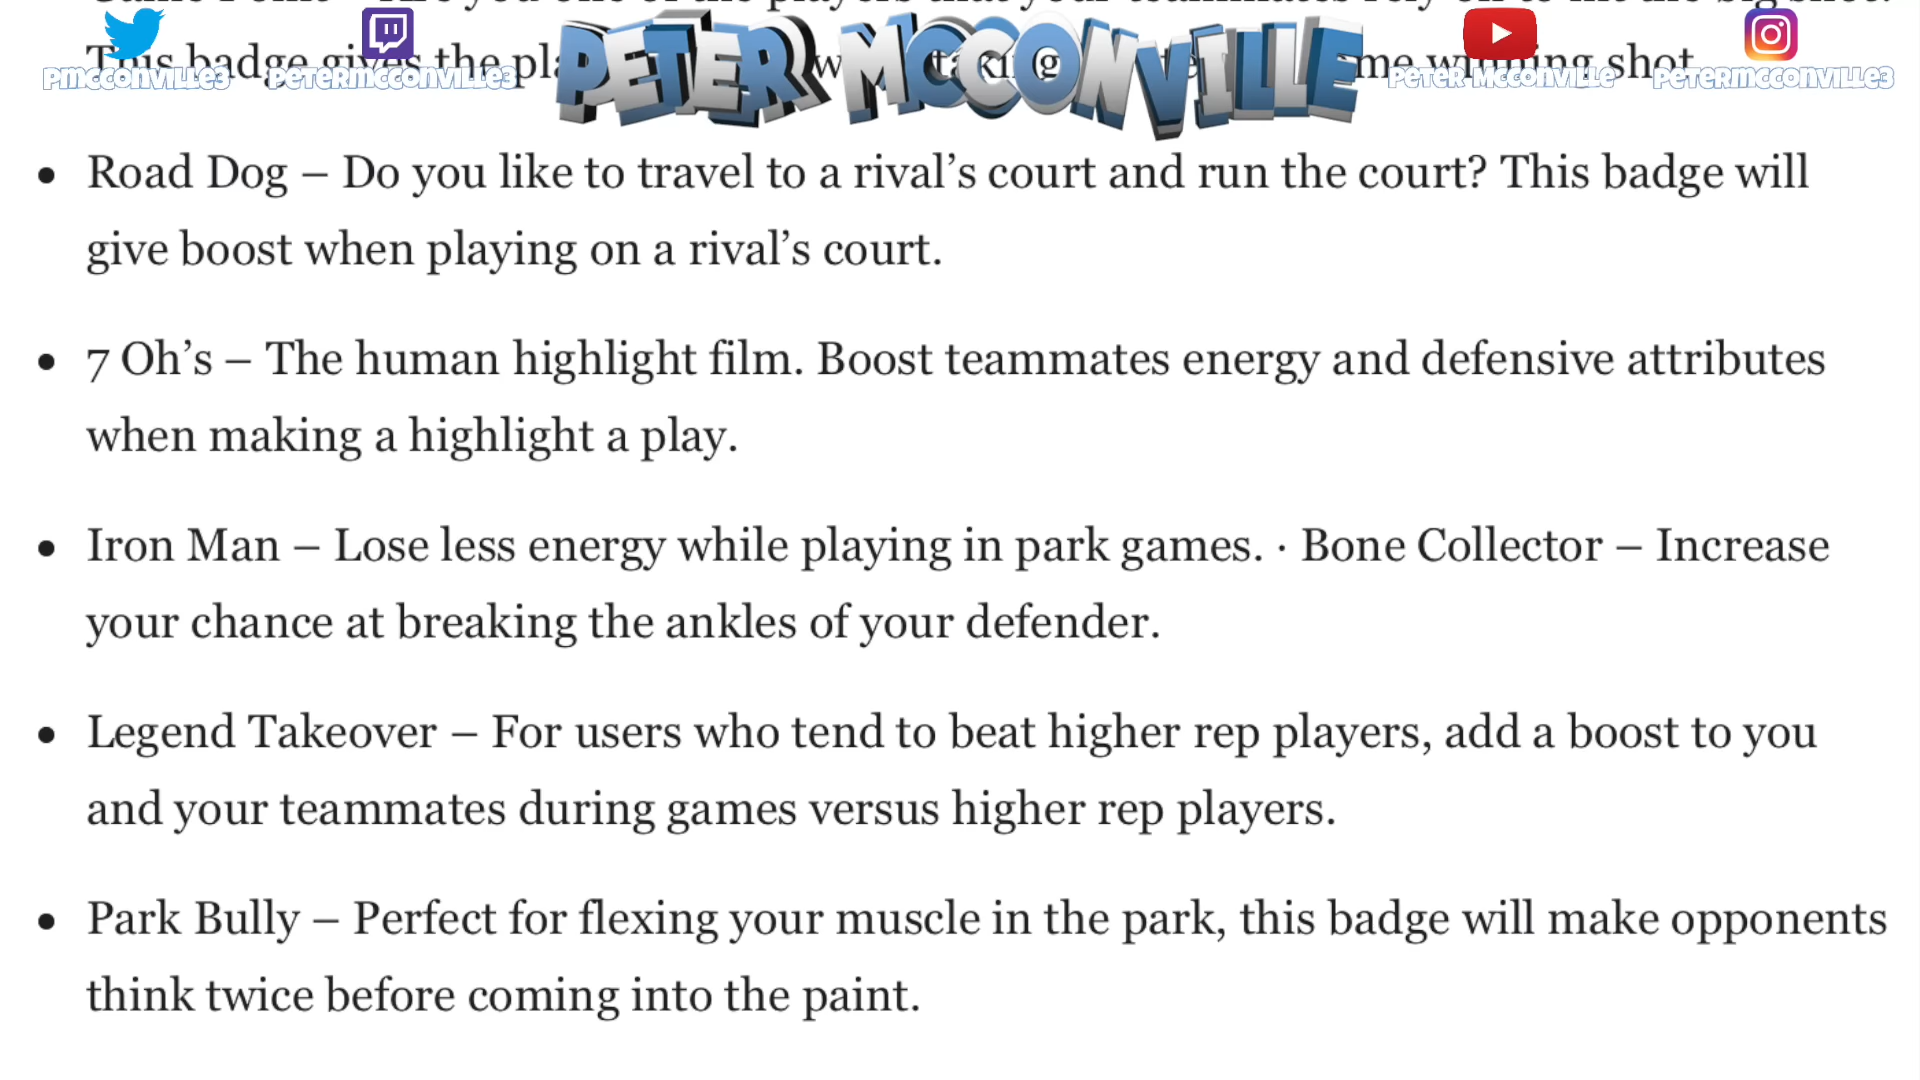 This badge gives the
shot
Pmcconville3
Petermcconville3
PETER MCCONVILLE
Peter Mcconville
Petermcconville3
• Road Dog – Do you like to travel to a rival’s court and run the court? This badge will
give boost when playing on a rival’s court.
• 7 Oh’s – The human highlight film. Boost teammates energy and defensive attributes
when making a highlight a play.
• Iron Man – Lose less energy while playing in park games. · Bone Collector – Increase
your chance at breaking the ankles of your defender.
• Legend Takeover – For users who tend to beat higher rep players, add a boost to you
and your teammates during games versus higher rep players.
• Park Bully – Perfect for flexing your muscle in the park, this badge will make opponents
think twice before coming into the paint.